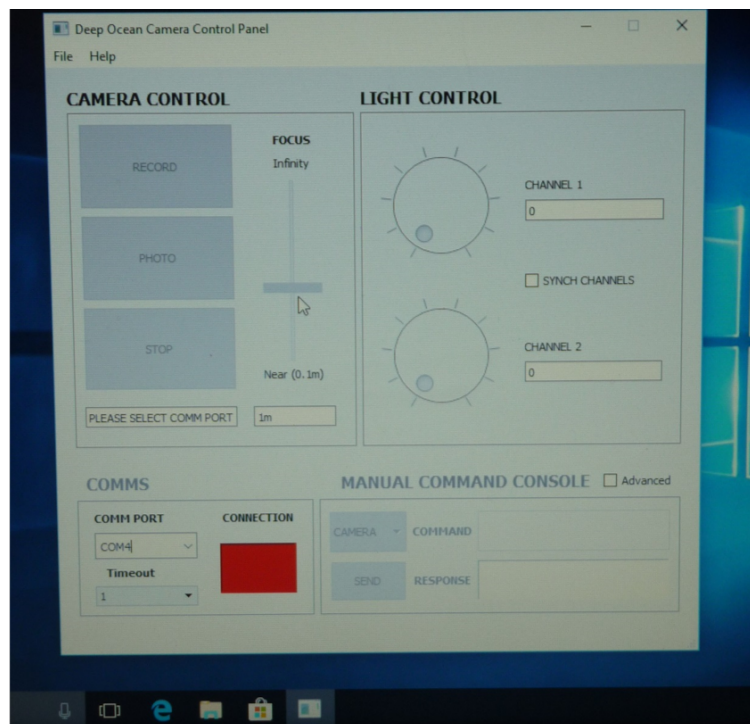 Deep Ocean Camera Control Panel
File Help
CAMERA CONTROL
RECORD
PHOTO
STOP
FOCUS
Infinity
Near (0.1m)
PLEASE SELECT COMM PORT
1m
LIGHT CONTROL
CHANNEL 1
0
SYNCH CHANNELS
CHANNEL 2
0
COMMS
COMM PORT
COM4
Timeout
1
CONNECTION
MANUAL COMMAND CONSOLE
Advanced
CAMERA
COMMAND
SEND
RESPONSE